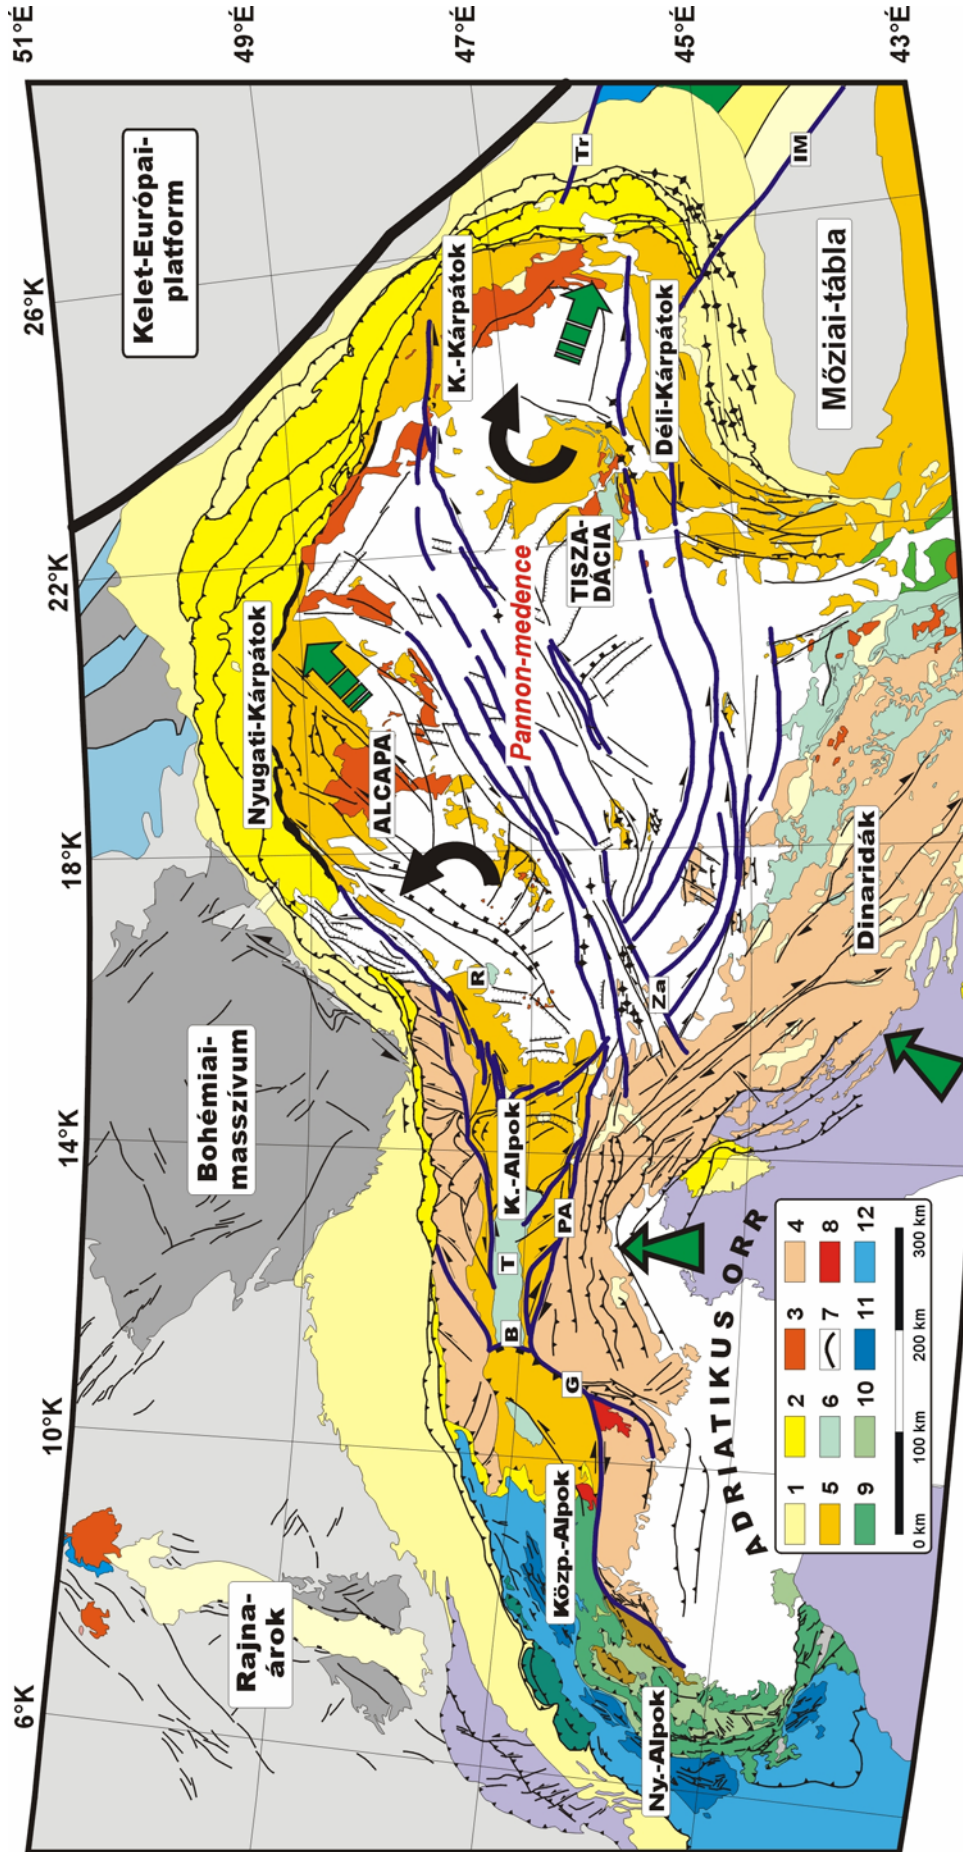 6°K 10°K 14°K 18°K 22°K 26°K
51°É
49°É
47°É
45°É
43°É
Kelet-Európai-
platform
Bohémiai-
masszívum
Rajna-
árok
Nyugati-Kárpátok
ALCAPA
K.-Kárpátok
R
K.-Alpok
T
B
Pannon-medence
TISZA-
DÁCIA
Tr
PA
G
Közp.-Alpok
Za
Déli-Kárpátok
Ny.-Alpok
IM
Móziai-tábla
Dinaridák
ADRIATIKUS ORR
1 2 3 4
5 6 7 8
9 10 11 12
0 km 100 km 200 km 300 km